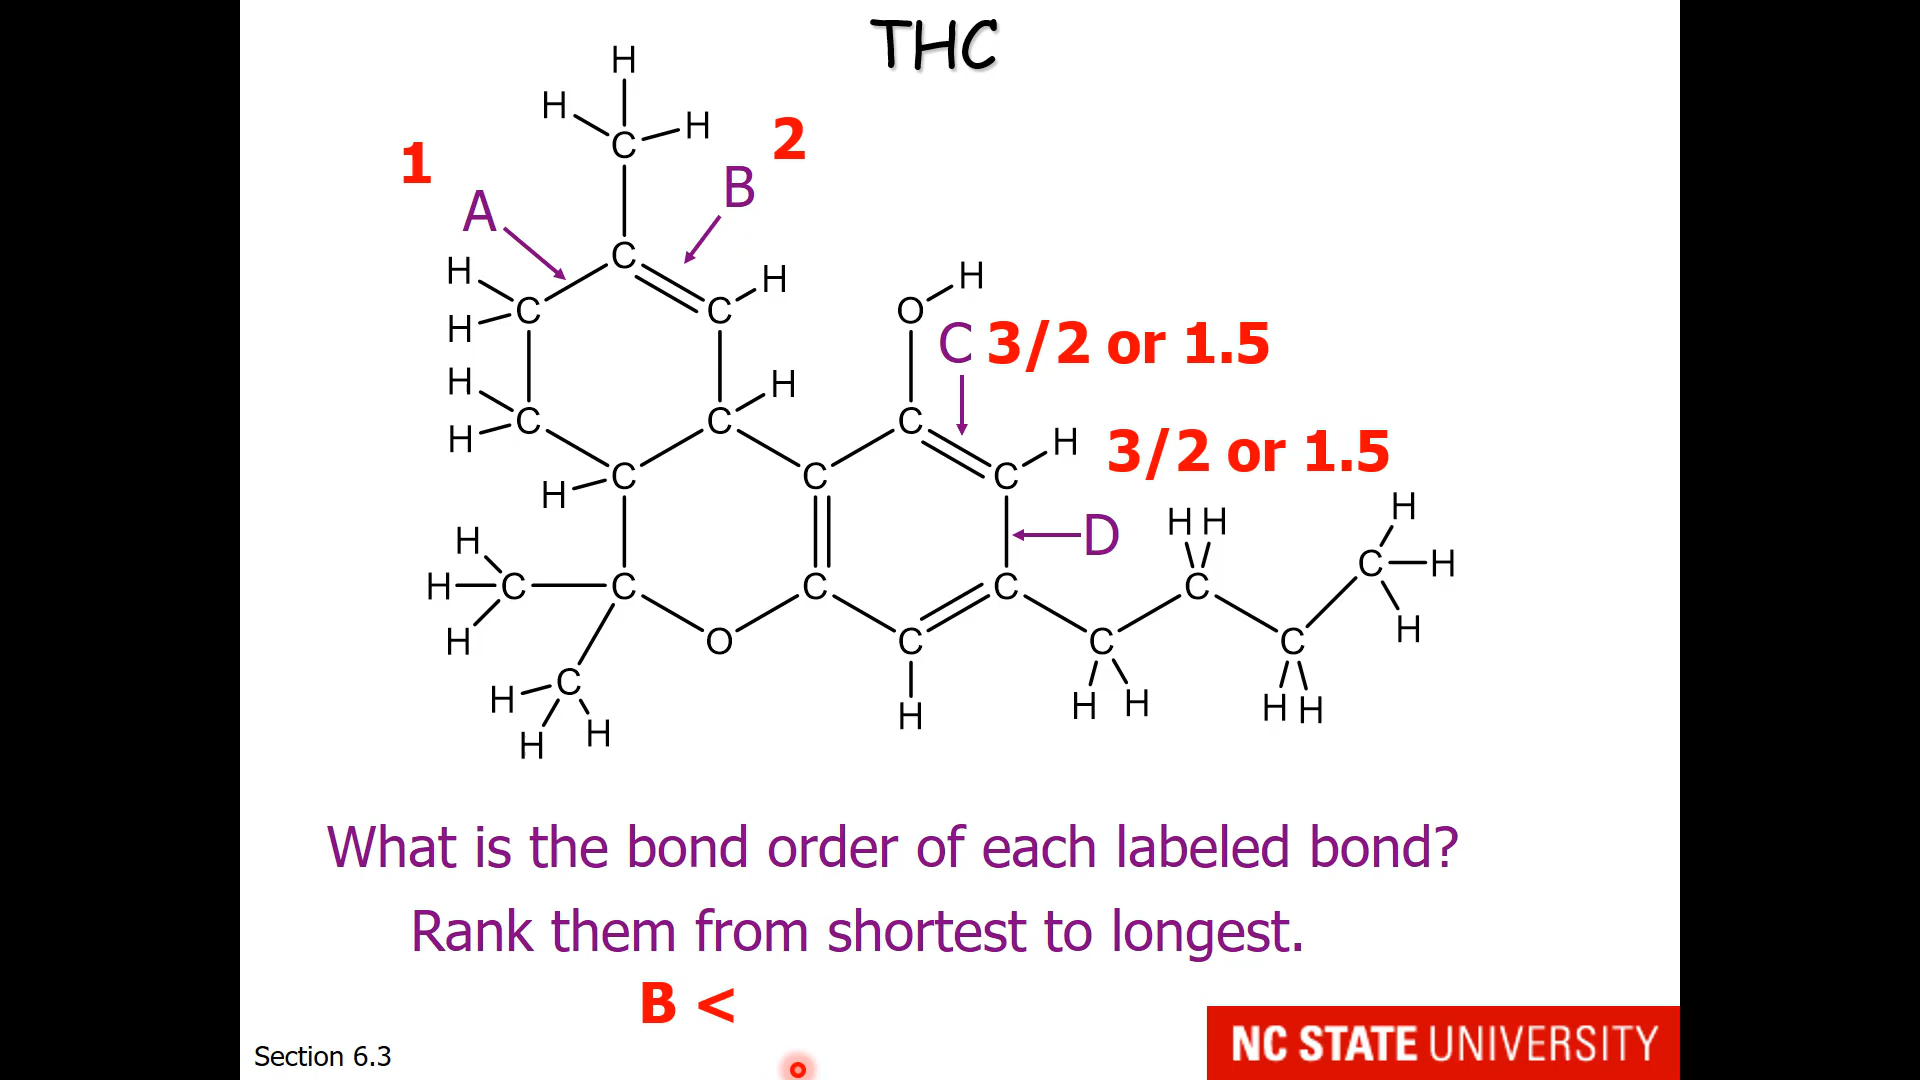 THC
H
H
H
C
1
2
A
B
C
H
H
H
C
C
O
H
H
C 3/2 or 1.5
H
H
H
C
C
C
H 3/2 or 1.5
H
C
C
C
H
D
H H
H
H
C
H
H
C
C
C
C
C
C
H
H
O
C
C
C
H
H
C
H
H
H
H
H
H
H
H
What is the bond order of each labeled bond?
Rank them from shortest to longest.
B <
Section 6.3
NC STATE UNIVERSITY